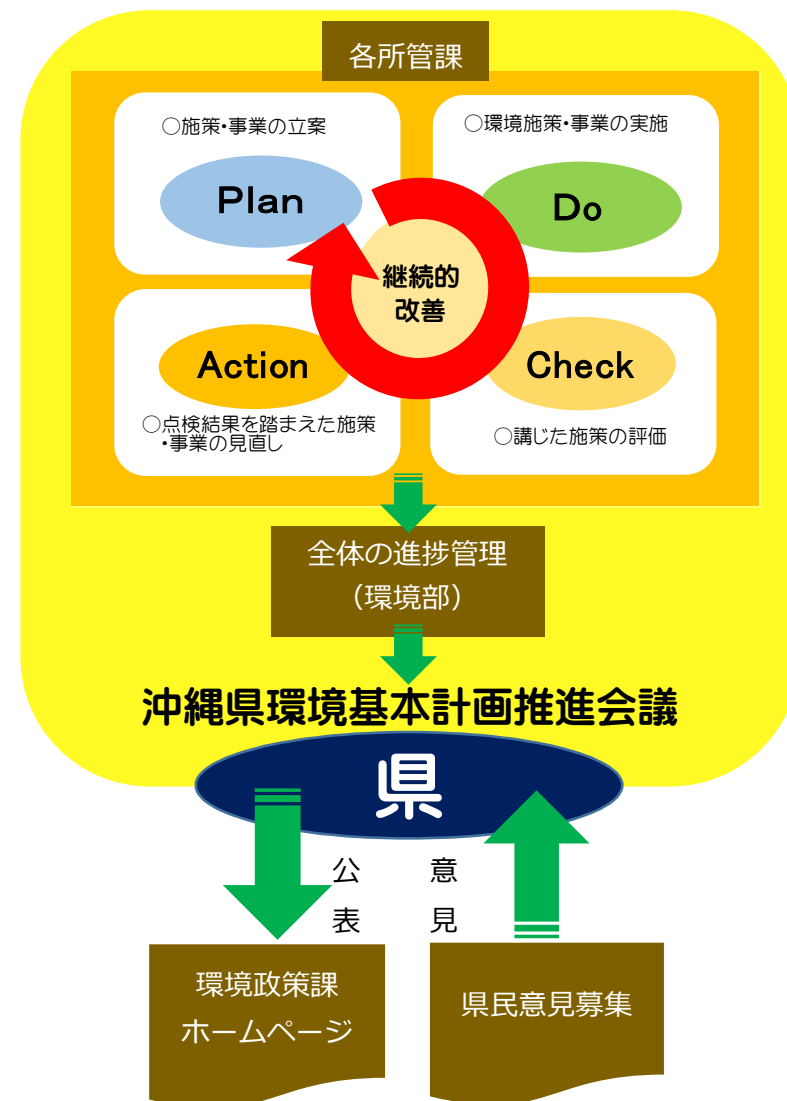 各所管課
○施策・事業の立案
Plan
○環境施策・事業の実施
Do
継続的
改善
Action
○点検結果を踏まえた施策
・事業の見直し
Check
○講じた施策の評価
全体の進捗管理
（環境部）
沖縄県環境基本計画推進会議
県
公表
意見
環境政策課
ホームページ
県民意見募集